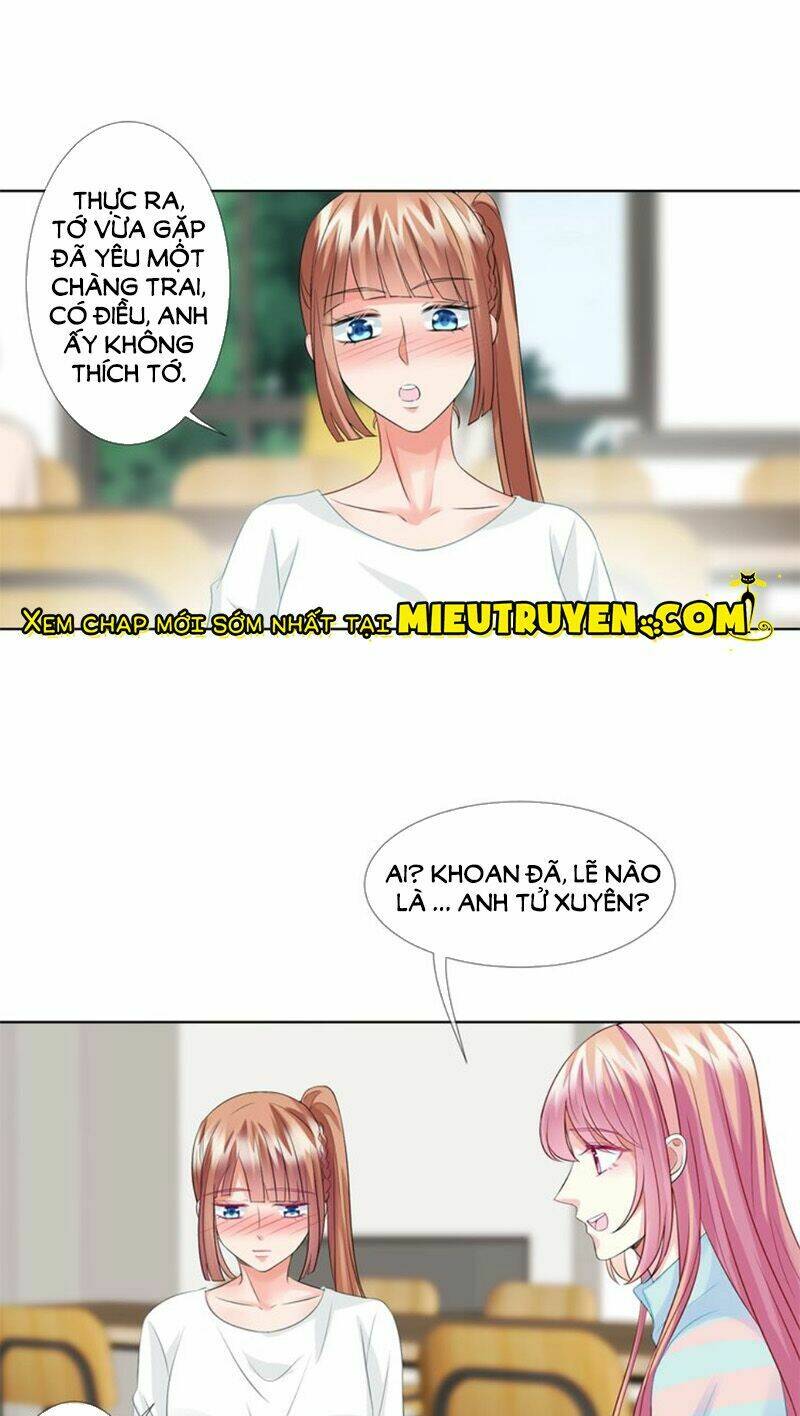 THỰC RA,
TỚ VỪA GẶP
ĐÃ YÊU MỘT
CHÀNG TRAI,
CÓ ĐIỀU, ANH
ẤY KHÔNG
THÍCH TỚ.
XEM CHAP MỚI SỚM NHẤT TẠI MIEUTRUYEN.COM
AI? KHOAN ĐÃ, LẼ NÀO
LÀ ... ANH TỬ XUYÊN?